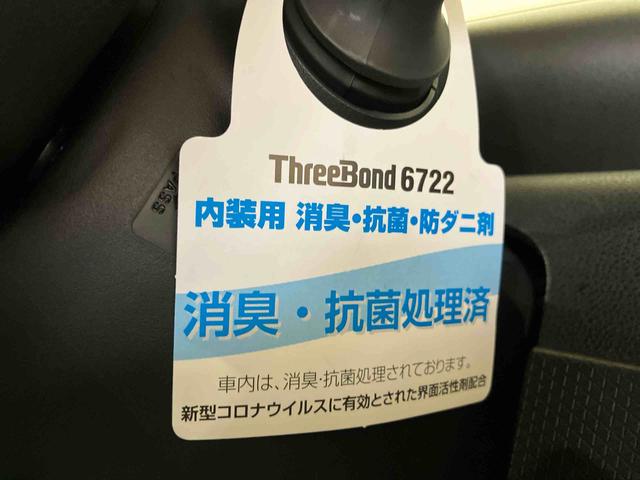 ThreeBond 6722
内装用 消臭・抗菌・防ダニ剤
消臭・抗菌処理済
車内は、消臭・抗菌処理されております。
新型コロナウイルスに有効とされた界面活性剤配合
PASS